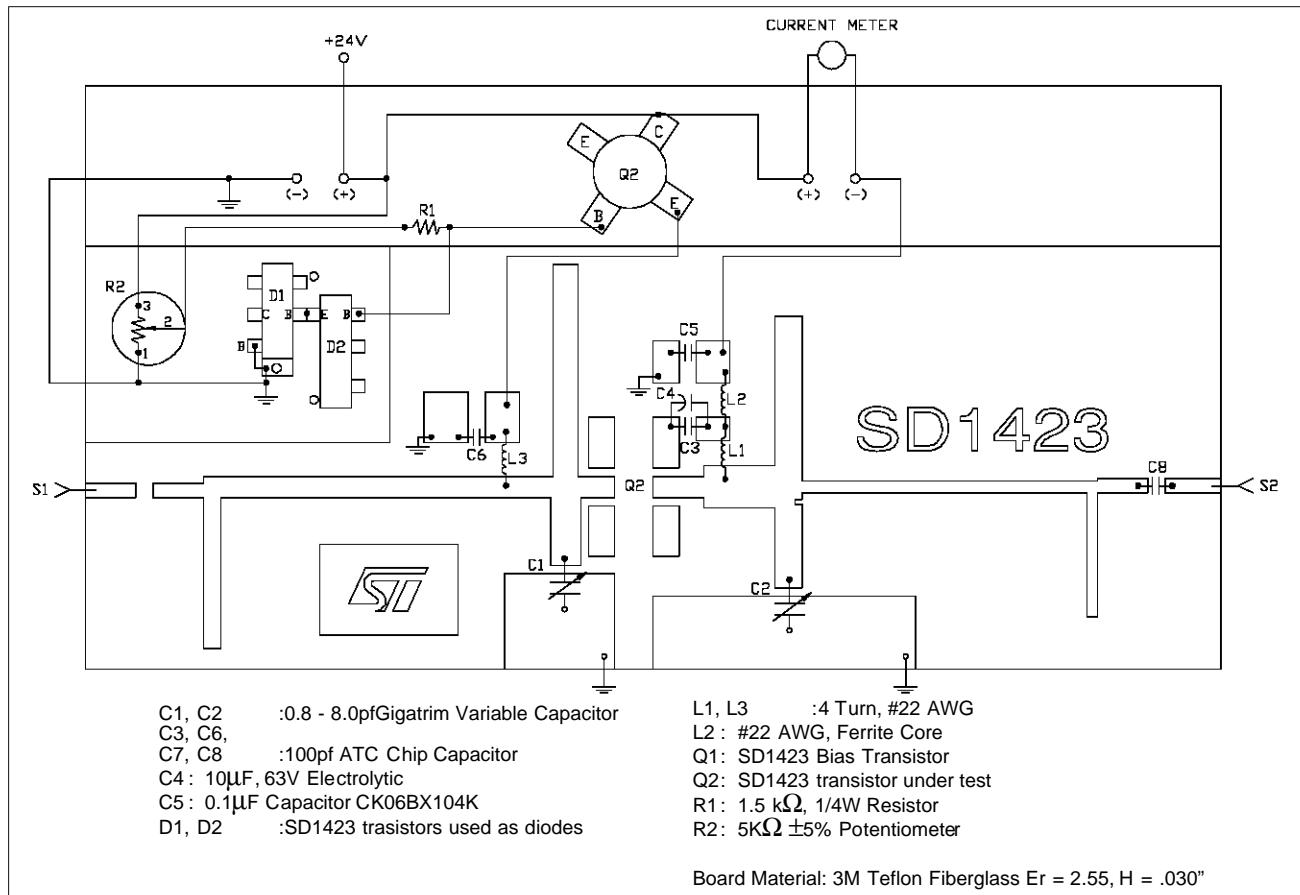 CURRENT METER
+24V
E
C
Q2
B
E
(-)
(+)
(+)
(-)
R1
R2
3
2
1
D1
C
B
B
E
B
D2
C5
C4
L2
C3
L1
C6
L3
SD1423
S1
Q2
C8
S2
C1
C2
ST
C1, C2 :0.8 - 8.0pfGigatrim Variable Capacitor
C3, C6,
C7, C8 :100pf ATC Chip Capacitor
C4 : 10µF, 63V Electrolytic
C5 : 0.1µF Capacitor CK06BX104K
D1, D2 :SD1423 trasistors used as diodes
L1, L3 :4 Turn, #22 AWG
L2 : #22 AWG, Ferrite Core
Q1: SD1423 Bias Transistor
Q2: SD1423 transistor under test
R1: 1.5 kΩ, 1/4W Resistor
R2: 5KΩ ±5% Potentiometer
Board Material: 3M Teflon Fiberglass Er = 2.55, H = .030”